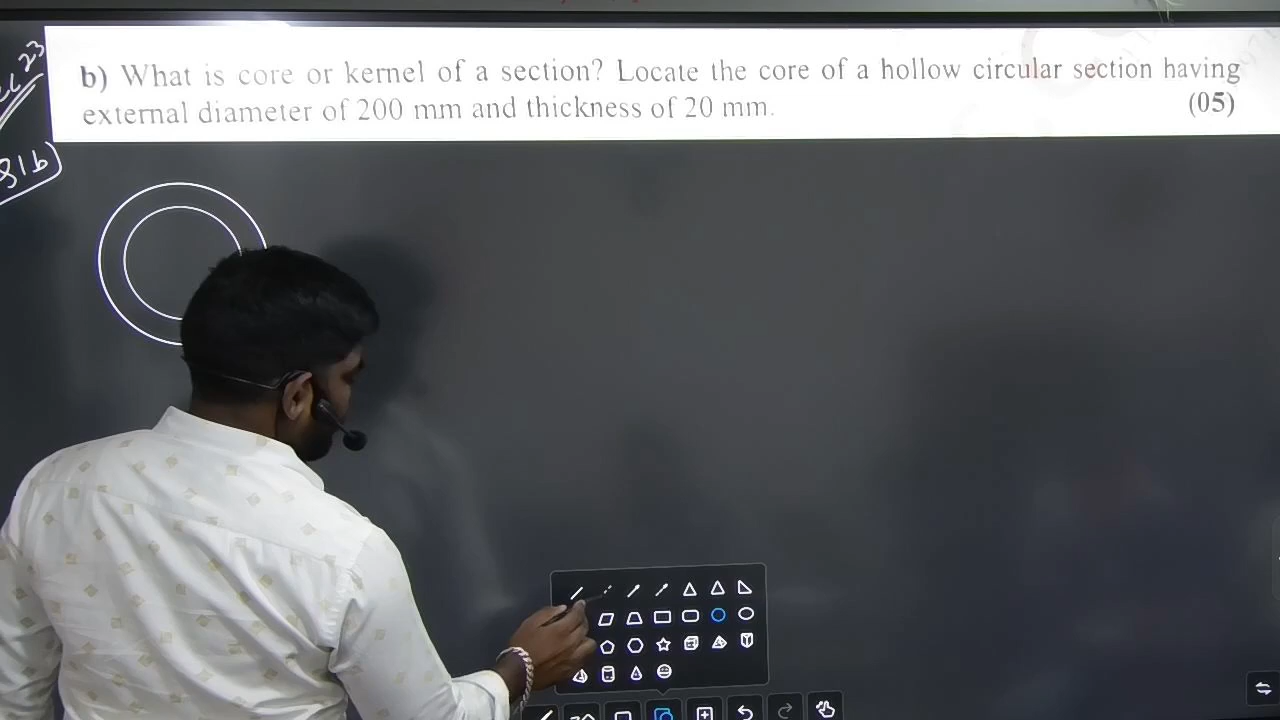 23
b) What is core or kernel of a section? Locate the core of a hollow circular section having
external diameter of 200 mm and thickness of 20 mm. (05)